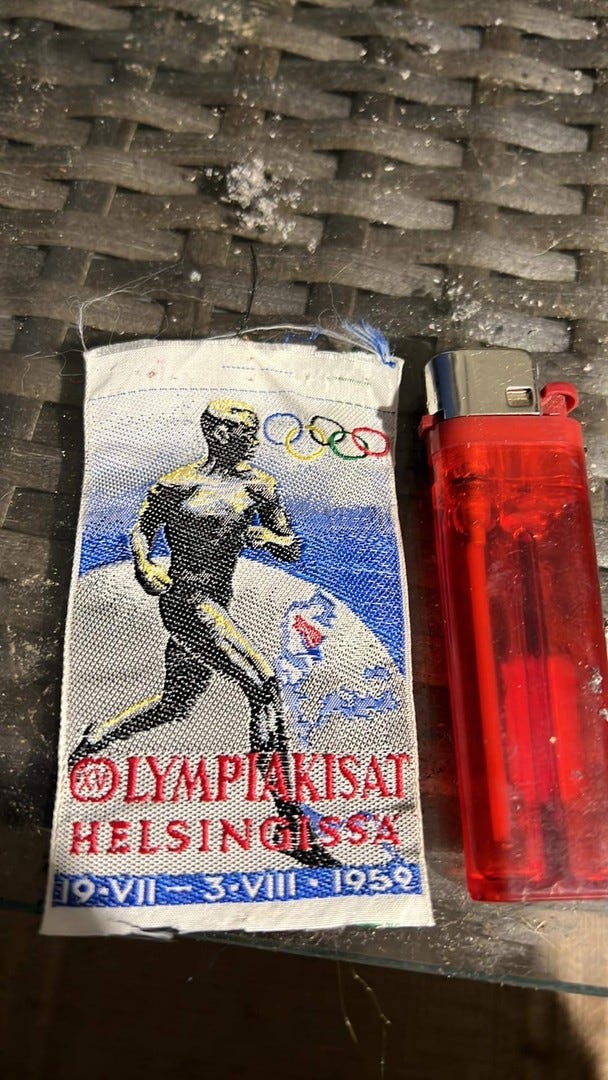 XV OLYMPIAKISAT
HELSINGISSÄ
19·VII — 3·VIII · 1952